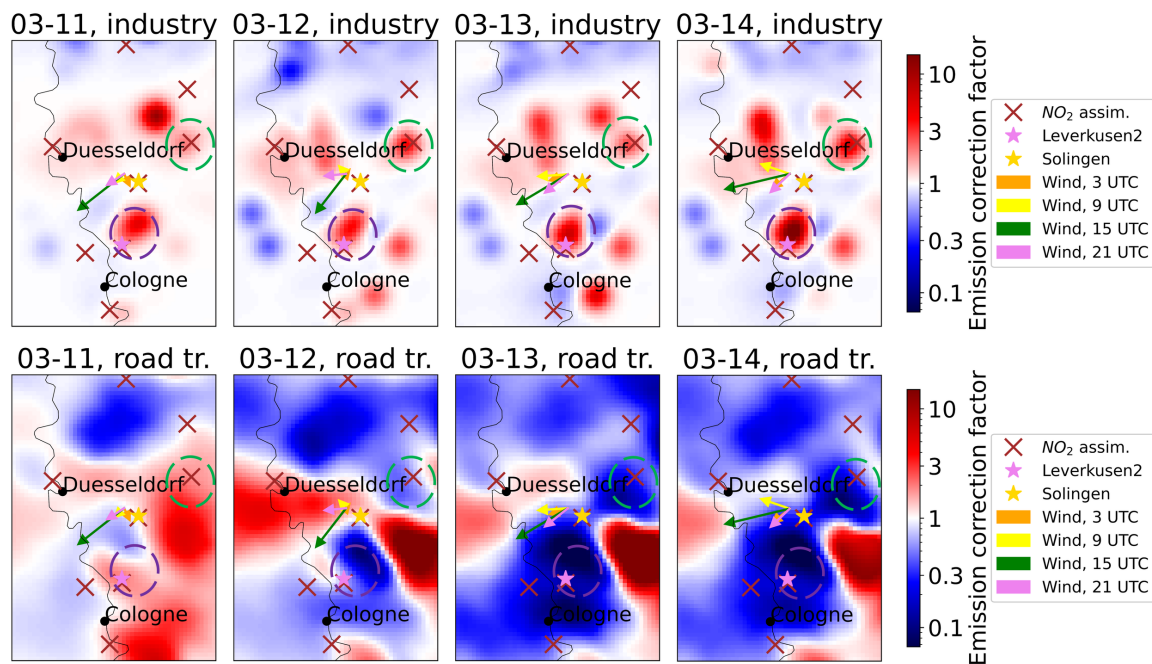 03-11, industry 03-12, industry 03-13, industry 03-14, industry
Duesseldorf Duesseldorf Duesseldorf Duesseldorf
Cologne Cologne Cologne Cologne
10
3
1
0.3
0.1
Emission correction factor
NO2 assim.
Leverkusen2
Solingen
Wind, 3 UTC
Wind, 9 UTC
Wind, 15 UTC
Wind, 21 UTC
03-11, road tr. 03-12, road tr. 03-13, road tr. 03-14, road tr.
Duesseldorf Duesseldorf Duesseldorf Duesseldorf
Cologne Cologne Cologne Cologne
10
3
1
0.3
0.1
Emission correction factor
NO2 assim.
Leverkusen2
Solingen
Wind, 3 UTC
Wind, 9 UTC
Wind, 15 UTC
Wind, 21 UTC